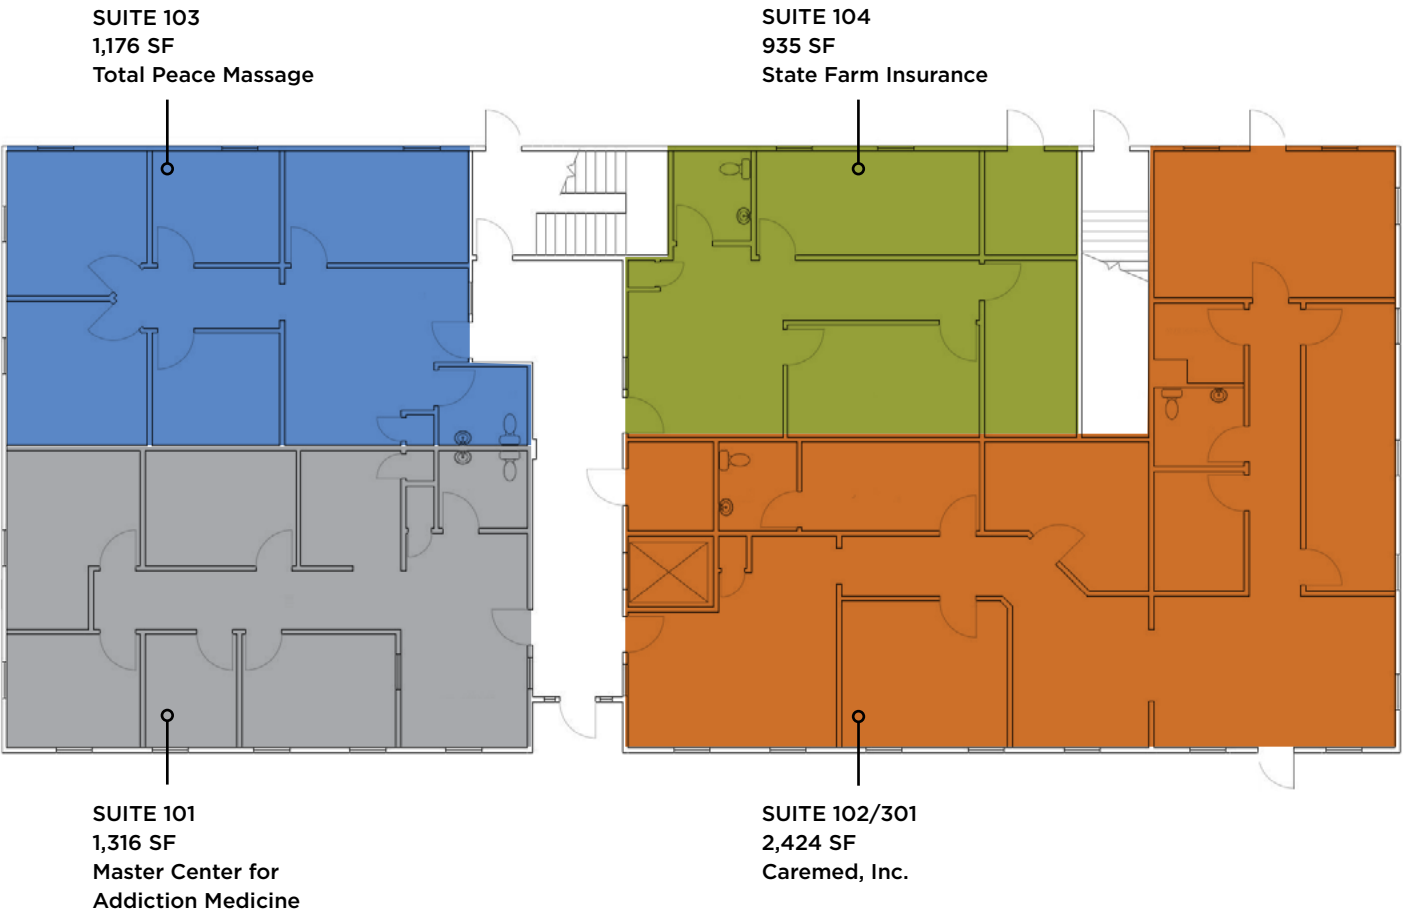 SUITE 103
1,176 SF
Total Peace Massage
SUITE 104
935 SF
State Farm Insurance
SUITE 101
1,316 SF
Master Center for
Addiction Medicine
SUITE 102/301
2,424 SF
Caremed, Inc.